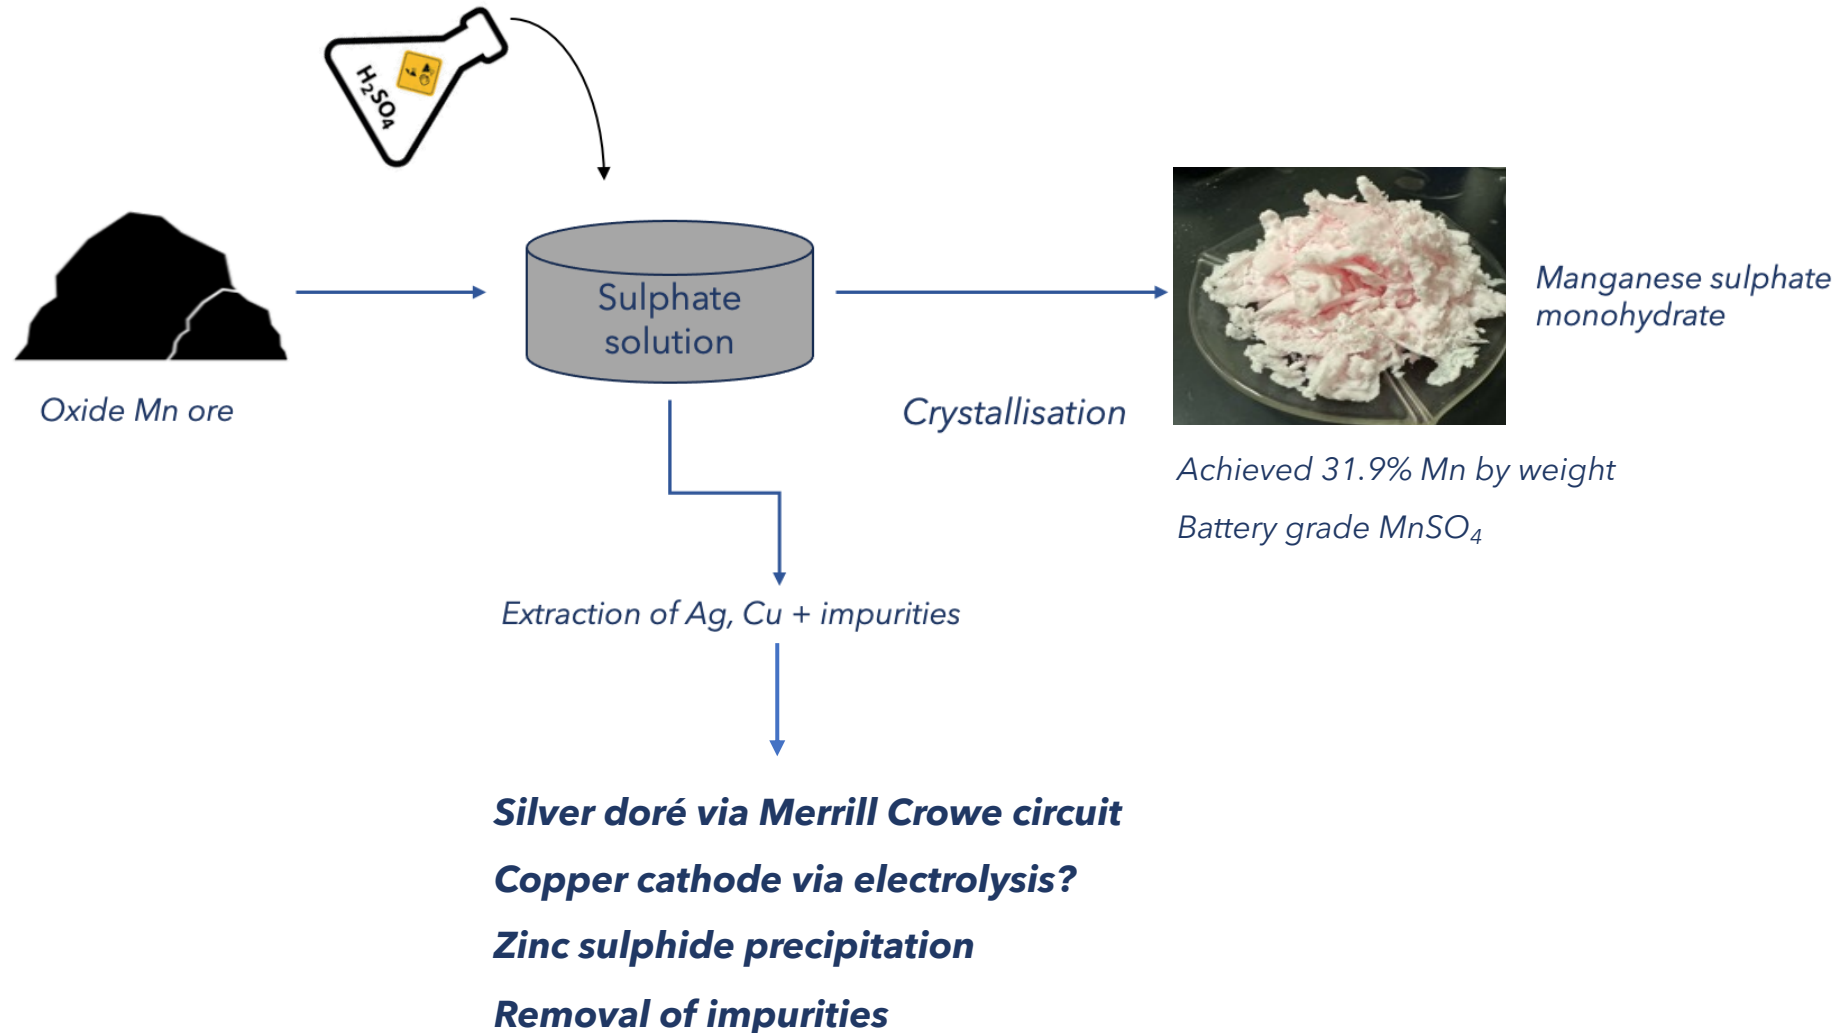 H₂SO₄
Sulphate
solution
Manganese sulphate
monohydrate
Oxide Mn ore
Crystallisation
Achieved 31.9% Mn by weight
Battery grade MnSO₄
Extraction of Ag, Cu + impurities
Silver doré via Merrill Crowe circuit
Copper cathode via electrolysis?
Zinc sulphide precipitation
Removal of impurities